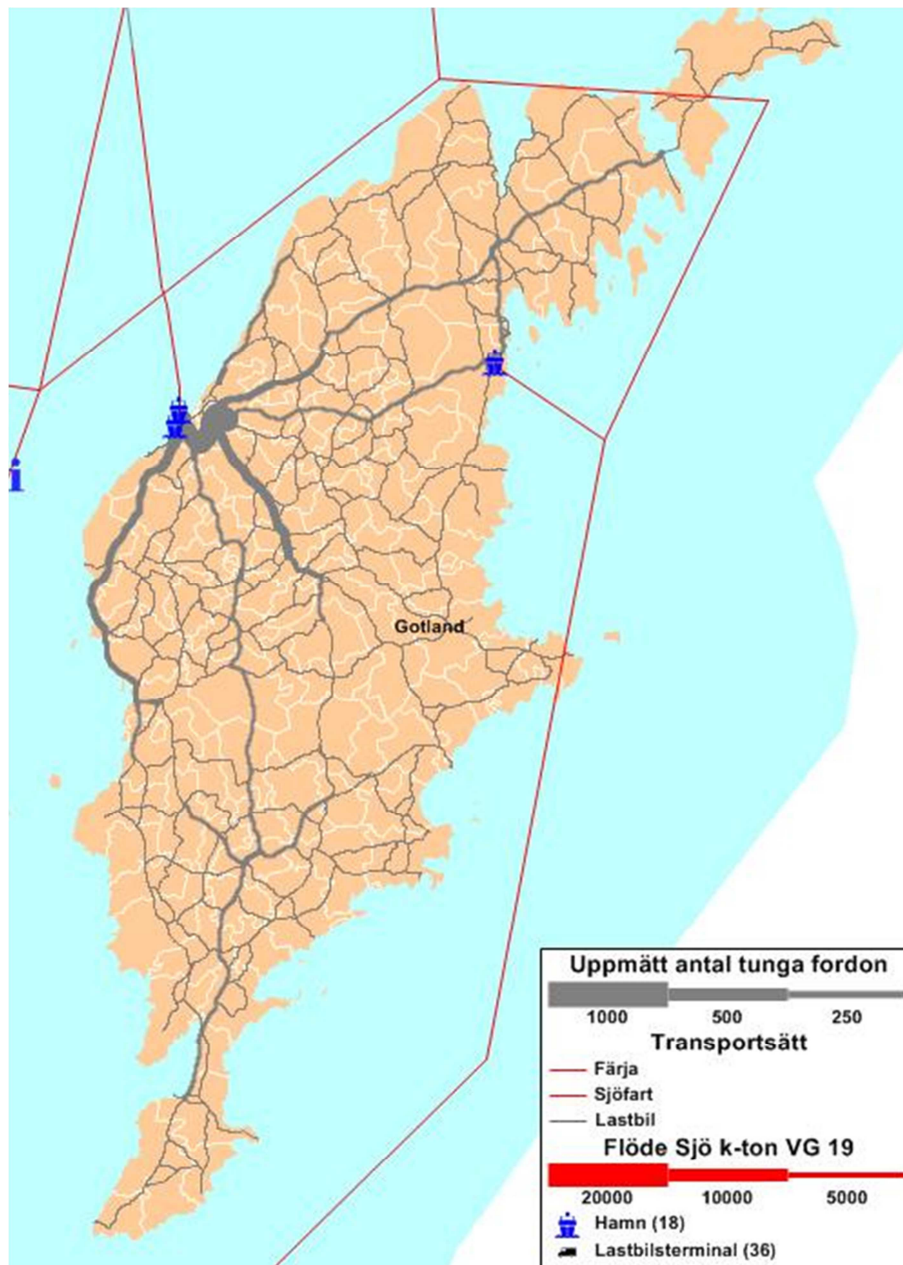 Gotland
Uppmätt antal tunga fordon
1000 500 250
Transportsätt
Färja
Sjöfart
Lastbil
Flöde Sjö k-ton VG 19
20000 10000 5000
Hamn (18)
Lastbilsterminal (36)